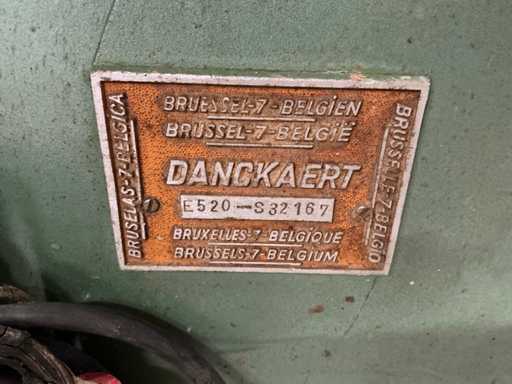 BRUESSEL-7-BELGIEN
BRUSSEL-7-BELGIË
DANCKAERT
E520-S32167
BRUXELLES-7-BELGIQUE
BRUSSELS-7-BELGIUM
BRUSELAS-7-BELGICA
BRUSSELLE-7-BELGIO